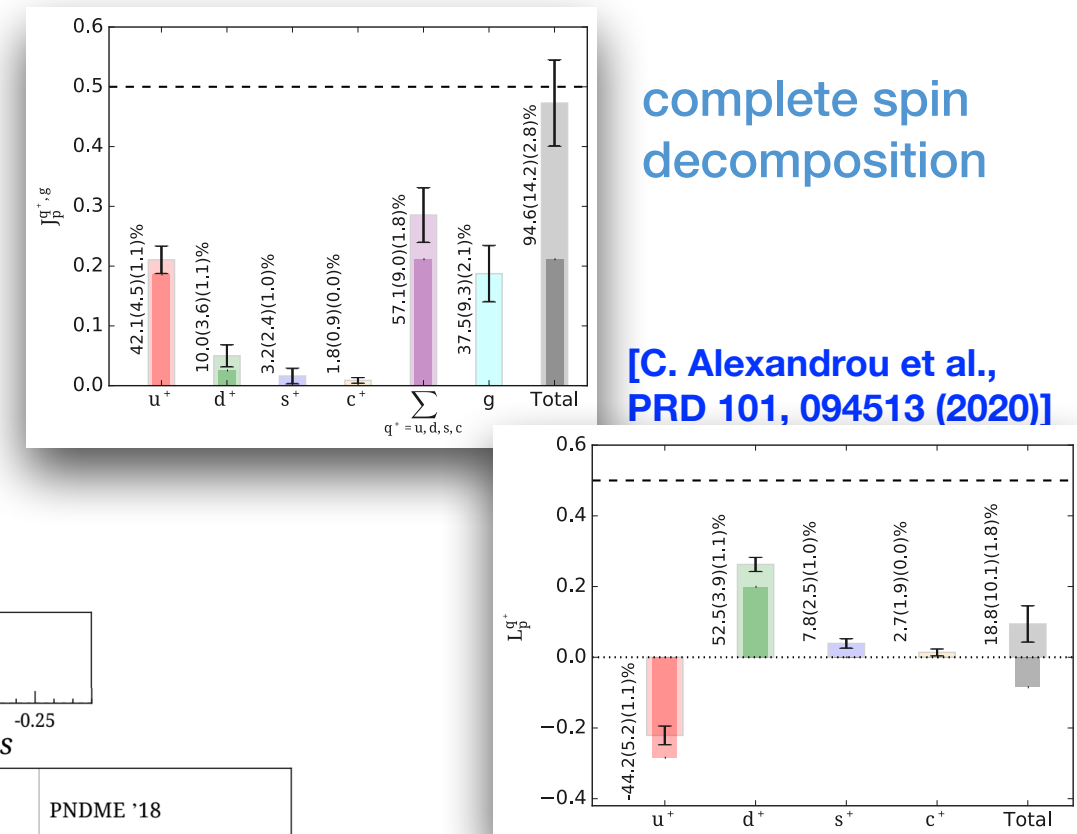 0.6
0.5
0.4
0.3
0.2
0.1
0.0
J_p^{q⁺,g}
42.1(4.5)(1.1)%
10.0(3.6)(1.1)%
3.2(2.4)(1.0)%
1.8(0.9)(0.0)%
57.1(9.0)(1.8)%
37.5(9.3)(2.1)%
94.6(14.2)(2.8)%
u⁺ d⁺ s⁺ c⁺ ∑ g Total
q⁺ = u, d, s, c
complete spin
decomposition
[C. Alexandrou et al.,
PRD 101, 094513 (2020)]
0.6
0.4
0.2
0.0
−0.2
−0.4
L_p^{q⁺}
-44.2(5.2)(1.1)%
52.5(3.9)(1.1)%
7.8(2.5)(1.0)%
2.7(1.9)(0.0)%
18.8(10.1)(1.8)%
u⁺ d⁺ s⁺ c⁺ Total
-0.25
s
PNDME '18